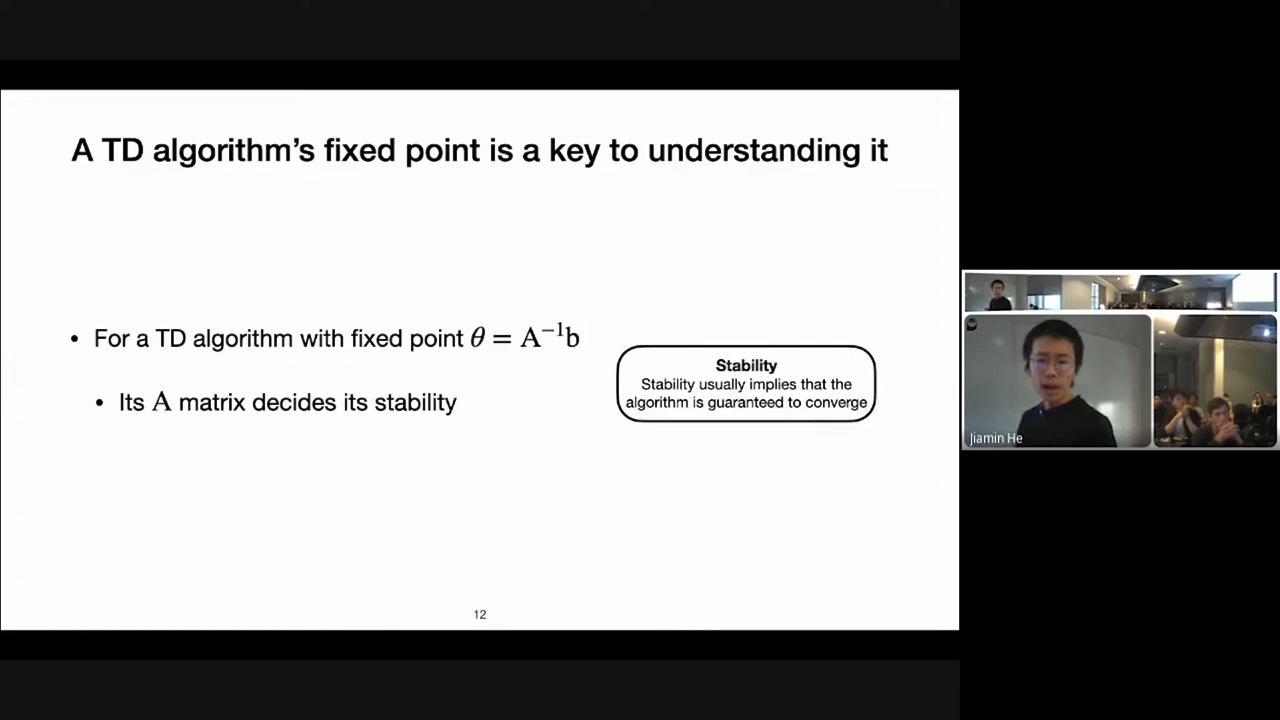 A TD algorithm's fixed point is a key to understanding it
• For a TD algorithm with fixed point θ = A⁻¹b
• Its A matrix decides its stability
Stability
Stability usually implies that the
algorithm is guaranteed to converge
12
Jiamin He